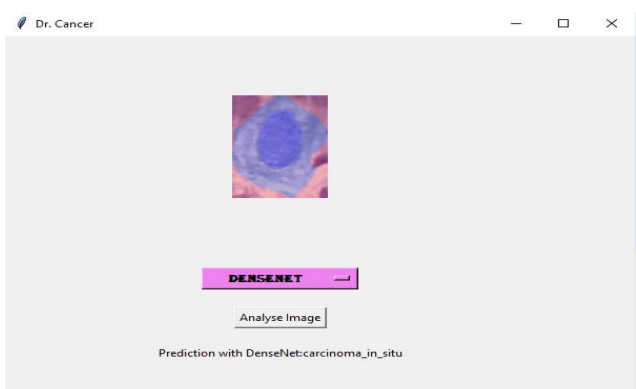 Dr. Cancer
DENSENET
Analyse Image
Prediction with DenseNet:carcinoma_in_situ